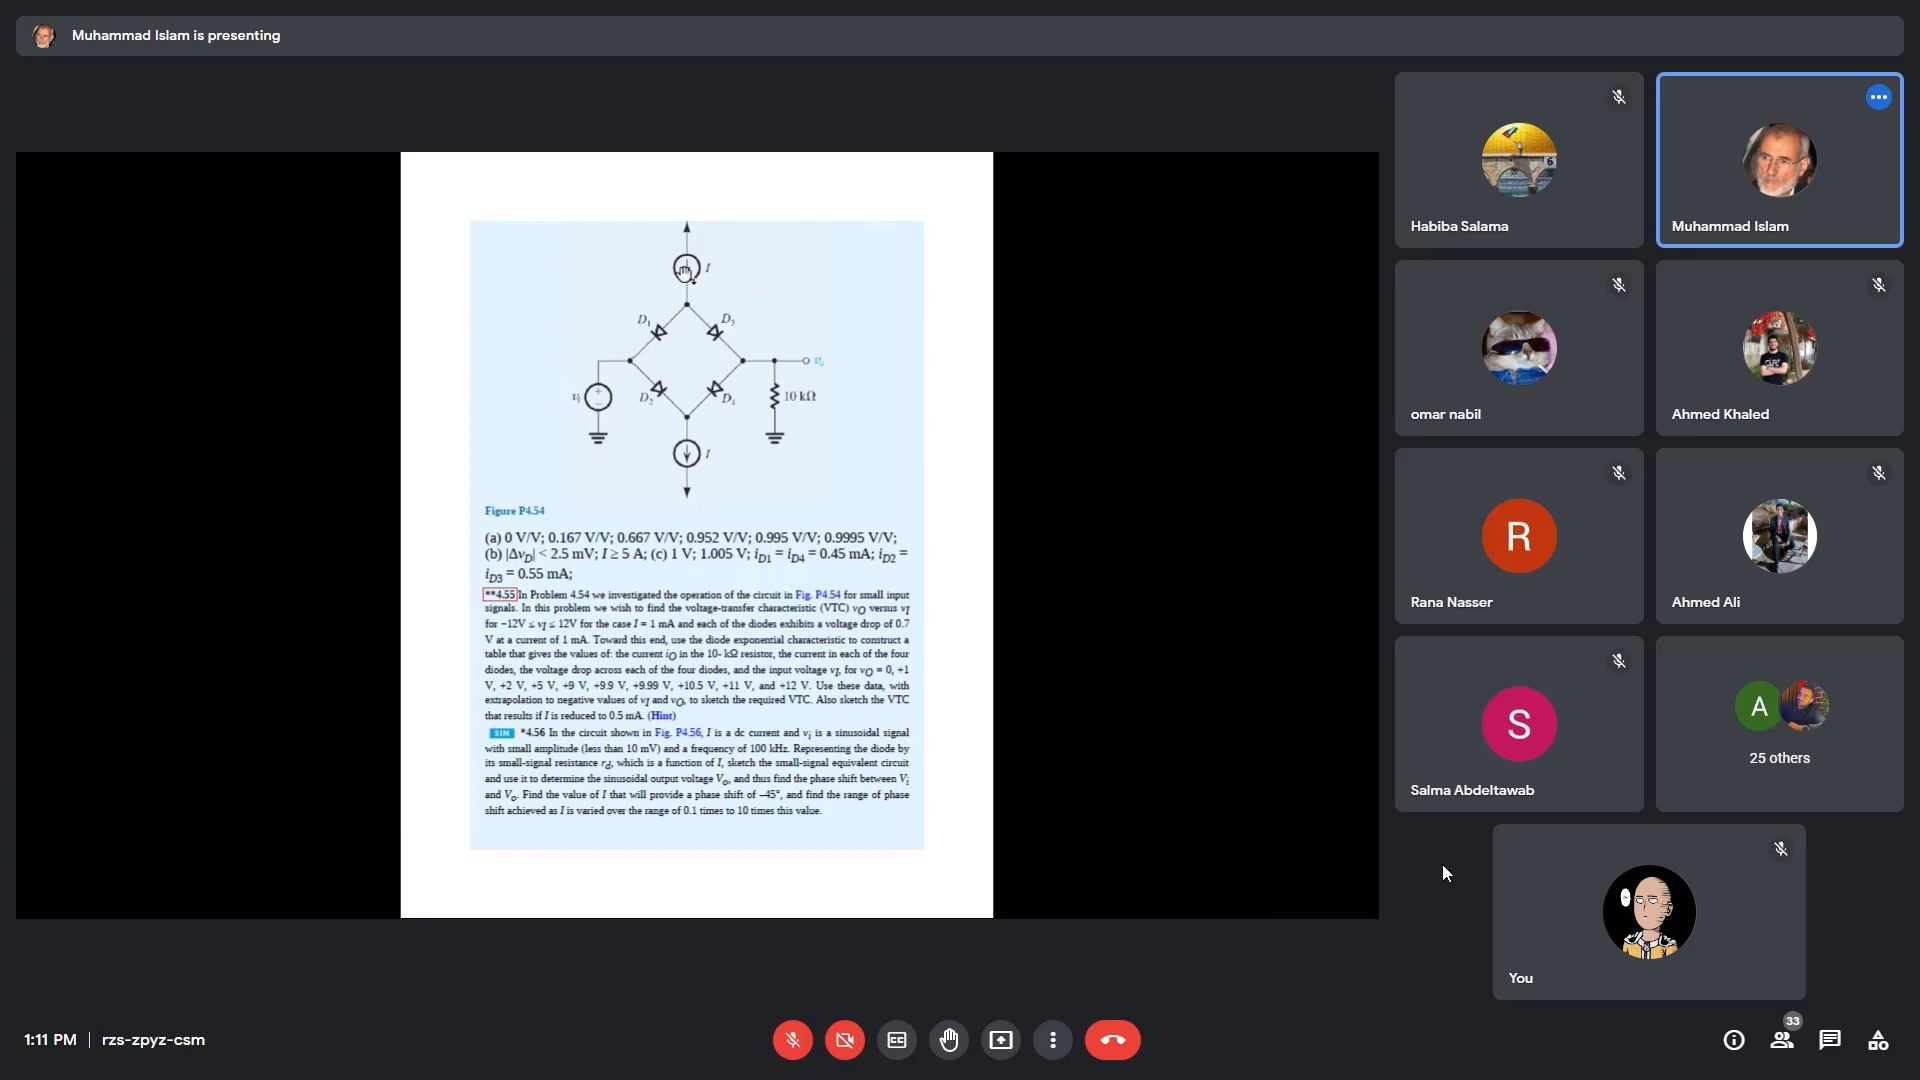 Muhammad Islam is presenting
I
D1
D3
vI
D2
D4
vo
10 kΩ
I
Figure P4.54
(a) 0 V/V; 0.167 V/V; 0.667 V/V; 0.952 V/V; 0.995 V/V; 0.9995 V/V;
(b) |ΔvD| < 2.5 mV; I ≥ 5 A; (c) 1 V; 1.005 V; iD1 = iD4 = 0.45 mA; iD2 =
iD3 = 0.55 mA;
**4.55 In Problem 4.54 we investigated the operation of the circuit in Fig. P4.54 for small input
signals. In this problem we wish to find the voltage-transfer characteristic (VTC) vO versus vI
for −12V ≤ vI ≤ 12V for the case I = 1 mA and each of the diodes exhibits a voltage drop of 0.7
V at a current of 1 mA. Toward this end, use the diode exponential characteristic to construct a
table that gives the values of: the current iO in the 10- kΩ resistor, the current in each of the four
diodes, the voltage drop across each of the four diodes, and the input voltage vI, for vO = 0, +1
V, +2 V, +5 V, +9 V, +9.9 V, +9.99 V, +10.5 V, +11 V, and +12 V. Use these data, with
extrapolation to negative values of vI and vO, to sketch the required VTC. Also sketch the VTC
that results if I is reduced to 0.5 mA. (Hint)
SIM *4.56 In the circuit shown in Fig. P4.56, I is a dc current and vi is a sinusoidal signal
with small amplitude (less than 10 mV) and a frequency of 100 kHz. Representing the diode by
its small-signal resistance rd, which is a function of I, sketch the small-signal equivalent circuit
and use it to determine the sinusoidal output voltage Vo, and thus find the phase shift between Vi
and Vo. Find the value of I that will provide a phase shift of −45°, and find the range of phase
shift achieved as I is varied over the range of 0.1 times to 10 times this value.
6
Habiba Salama
Muhammad Islam
omar nabil
Ahmed Khaled
R
Rana Nasser
Ahmed Ali
S
Salma Abdeltawab
A
25 others
You
1:11 PM | rzs-zpyz-csm
33